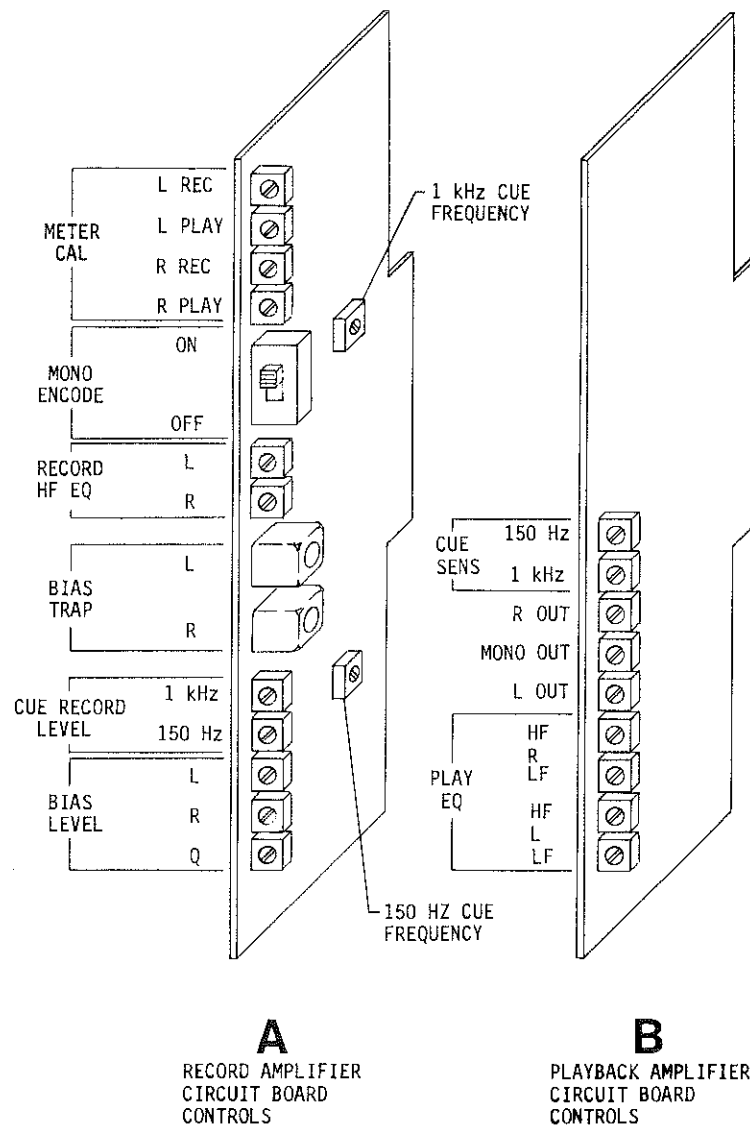 L REC
L PLAY
METER
CAL
R REC
R PLAY
1 kHz CUE
FREQUENCY
ON
MONO
ENCODE
OFF
L
RECORD
HF EQ
R
L
BIAS
TRAP
R
1 kHz
CUE RECORD
LEVEL
150 Hz
L
BIAS
LEVEL
R
Q
150 HZ CUE
FREQUENCY
A
RECORD AMPLIFIER
CIRCUIT BOARD
CONTROLS
150 Hz
CUE
SENS
1 kHz
R OUT
MONO OUT
L OUT
HF
R
LF
PLAY
EQ
HF
L
LF
B
PLAYBACK AMPLIFIER
CIRCUIT BOARD
CONTROLS